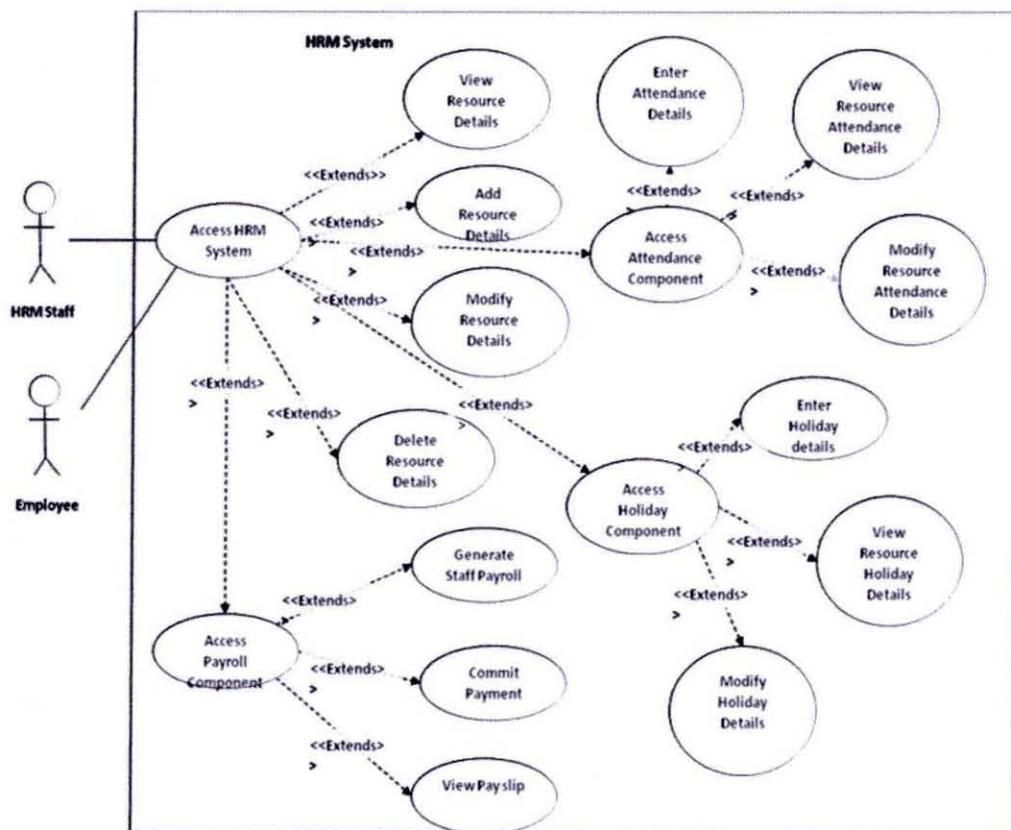 HRM System
View
Resource
Details
Enter
Attendance
Details
View
Resource
Attendance
Details
<<Extends>>
Add
Resource
Details
<<Extends>
>
<<Extends>
>
<<Extends>
>
<<Extends>
>
Access HRM
System
<<Extends>
>
Access
Attendance
Component
<<Extends>
>
Modify
Resource
Attendance
Details
HRM Staff
<<Extends>
>
Modify
Resource
Details
<<Extends>
>
<<Extends>
>
<<Extends>
>
Enter
Holiday
details
Employee
Delete
Resource
Details
<<Extends>
>
Access
Holiday
Component
<<Extends>
>
View
Resource
Holiday
Details
Generate
Staff Payroll
<<Extends>
>
<<Extends>
>
Access
Payroll
Component
<<Extends>
>
Commit
Payment
Modify
Holiday
Details
<<Extends>
>
View Pay slip